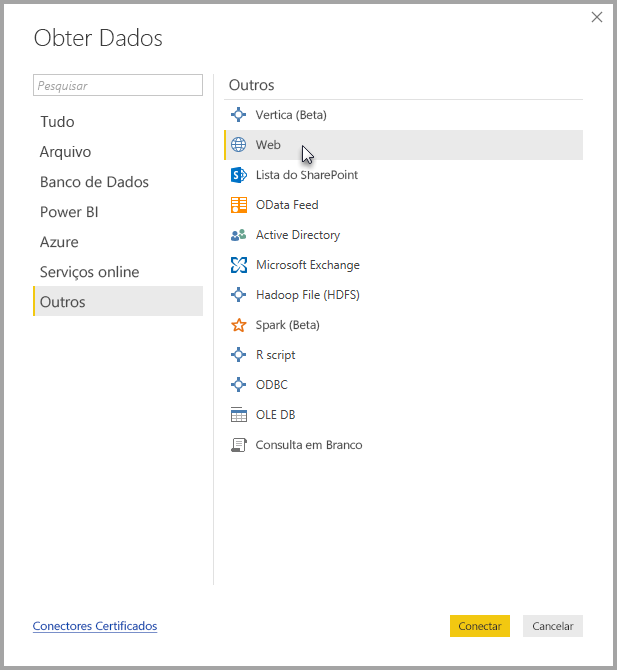 Obter Dados
Pesquisar
Tudo
Arquivo
Banco de Dados
Power BI
Azure
Serviços online
Outros
Outros
Vertica (Beta)
Web
Lista do SharePoint
OData Feed
Active Directory
Microsoft Exchange
Hadoop File (HDFS)
Spark (Beta)
R script
ODBC
OLE DB
Consulta em Branco
Conectores Certificados
Conectar
Cancelar